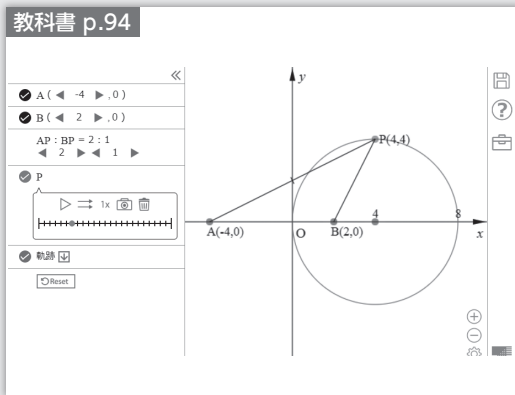 教科書 p.94
A ( ◀ -4 ▶ , 0 )
B ( ◀ 2 ▶ , 0 )
AP : BP = 2 : 1
◀ 2 ▶ ◀ 1 ▶
P
1x
軌跡
Reset
y
P(4,4)
A(-4,0)
O
B(2,0)
4
8
x